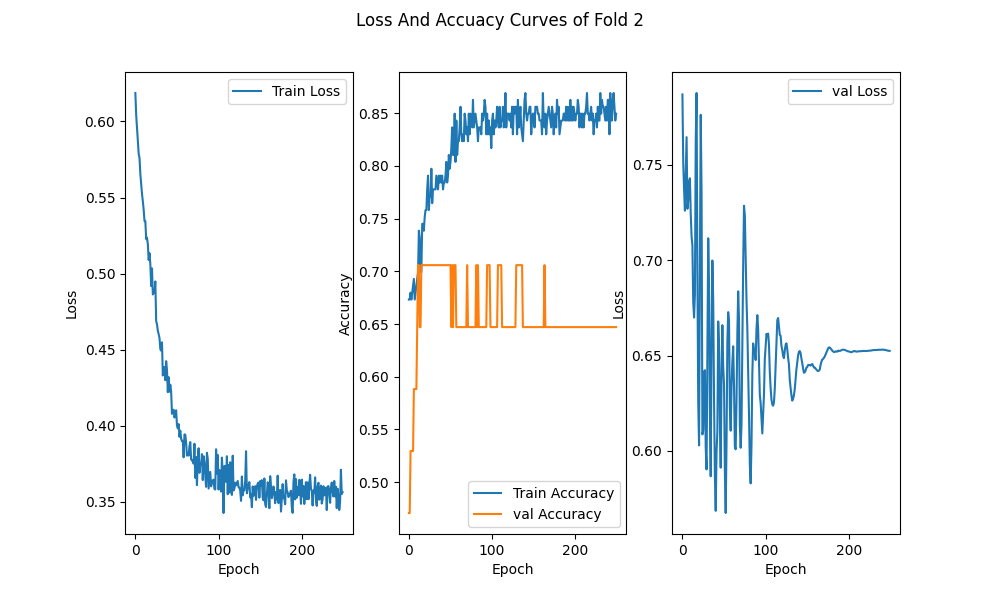 Loss And Accuacy Curves of Fold 2
Train Loss
0.60
0.55
0.50
0.45
0.40
0.35
Loss
0
100
200
Epoch
0.85
0.80
0.75
0.70
0.65
0.60
0.55
0.50
Accuracy
Train Accuracy
val Accuracy
0
100
200
Epoch
val Loss
0.75
0.70
0.65
0.60
Loss
0
100
200
Epoch